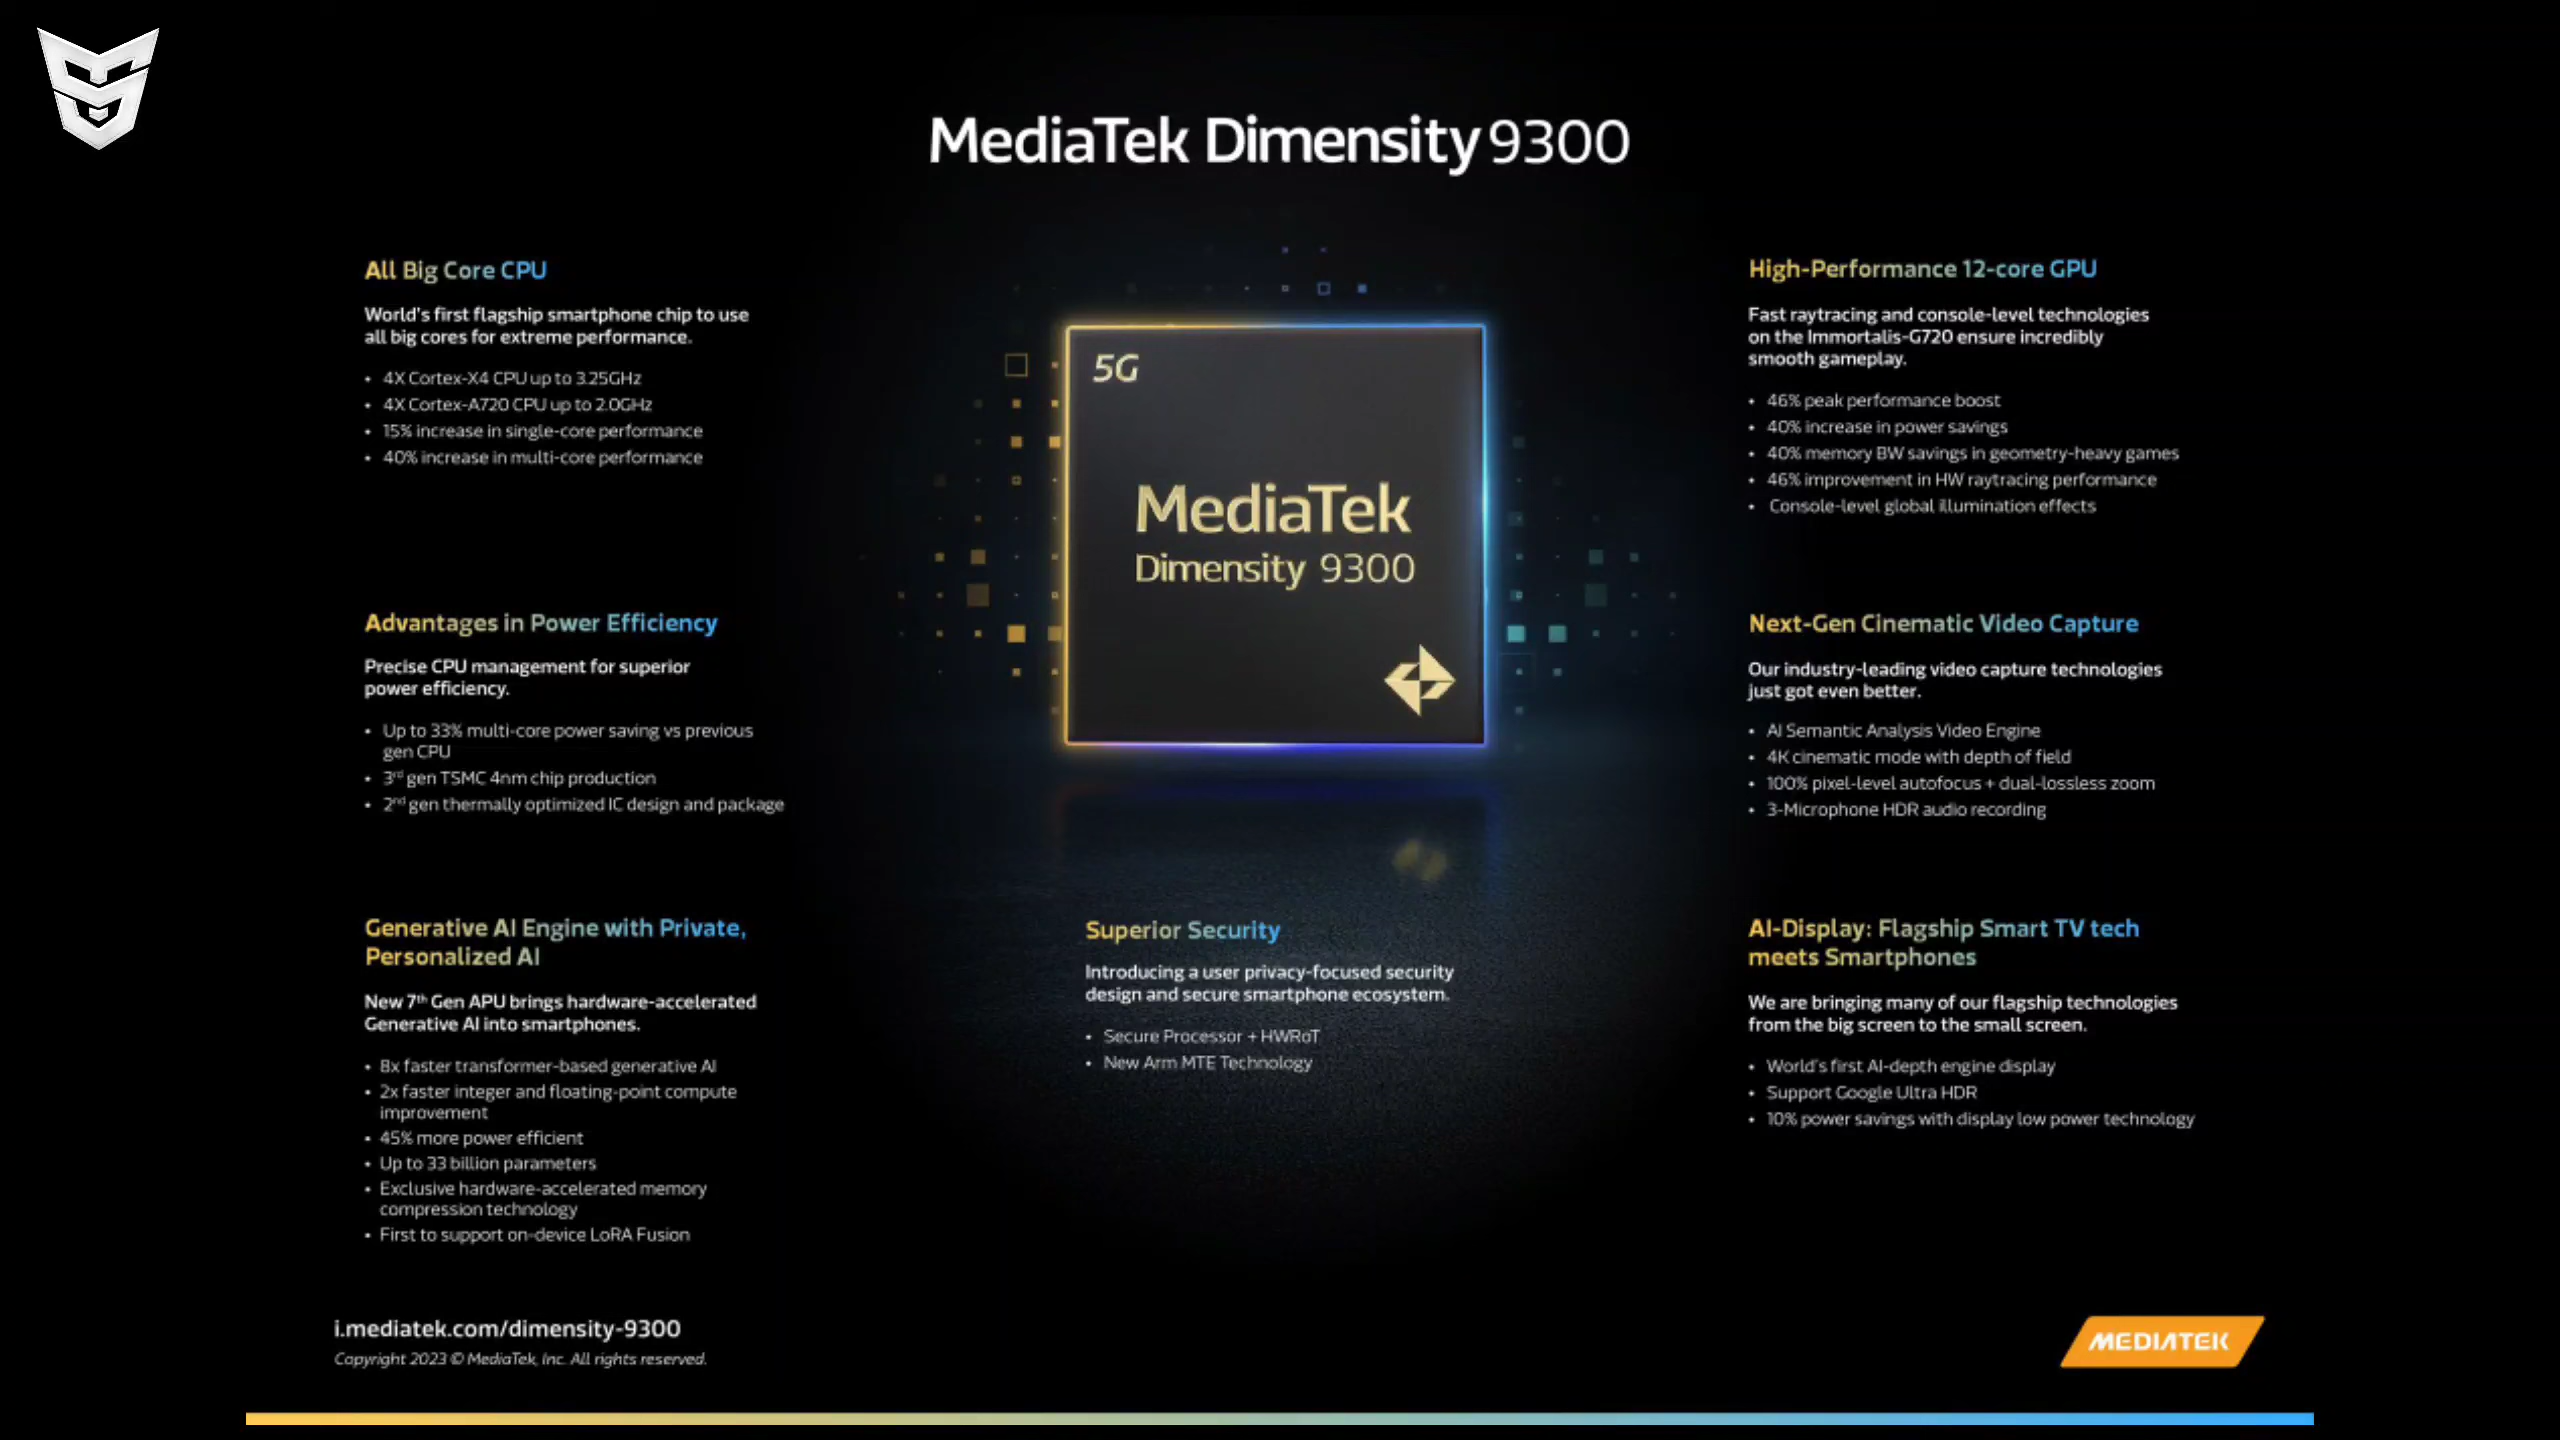 MediaTek Dimensity 9300
All Big Core CPU
World's first flagship smartphone chip to use
all big cores for extreme performance.
• 4X Cortex-X4 CPU up to 3.25GHz
• 4X Cortex-A720 CPU up to 2.0GHz
• 15% increase in single-core performance
• 40% increase in multi-core performance
Advantages in Power Efficiency
Precise CPU management for superior
power efficiency.
• Up to 33% multi-core power saving vs previous
gen CPU
• 3rd gen TSMC 4nm chip production
• 2nd gen thermally optimized IC design and package
Generative AI Engine with Private,
Personalized AI
New 7th Gen APU brings hardware-accelerated
Generative AI into smartphones.
• 8x faster transformer-based generative AI
• 2x faster integer and floating-point compute
improvement
• 45% more power efficient
• Up to 33 billion parameters
• Exclusive hardware-accelerated memory
compression technology
• First to support on-device LoRA Fusion
5G
MediaTek
Dimensity 9300
Superior Security
Introducing a user privacy-focused security
design and secure smartphone ecosystem.
• Secure Processor + HWRoT
• New Arm MTE Technology
High-Performance 12-core GPU
Fast raytracing and console-level technologies
on the Immortalis-G720 ensure incredibly
smooth gameplay.
• 46% peak performance boost
• 40% increase in power savings
• 40% memory BW savings in geometry-heavy games
• 46% improvement in HW raytracing performance
• Console-level global illumination effects
Next-Gen Cinematic Video Capture
Our industry-leading video capture technologies
just got even better.
• AI Semantic Analysis Video Engine
• 4K cinematic mode with depth of field
• 100% pixel-level autofocus + dual-lossless zoom
• 3-Microphone HDR audio recording
AI-Display: Flagship Smart TV tech
meets Smartphones
We are bringing many of our flagship technologies
from the big screen to the small screen.
• World's first AI-depth engine display
• Support Google Ultra HDR
• 10% power savings with display low power technology
i.mediatek.com/dimensity-9300
Copyright 2023 © MediaTek, Inc. All rights reserved.
MEDIATEK